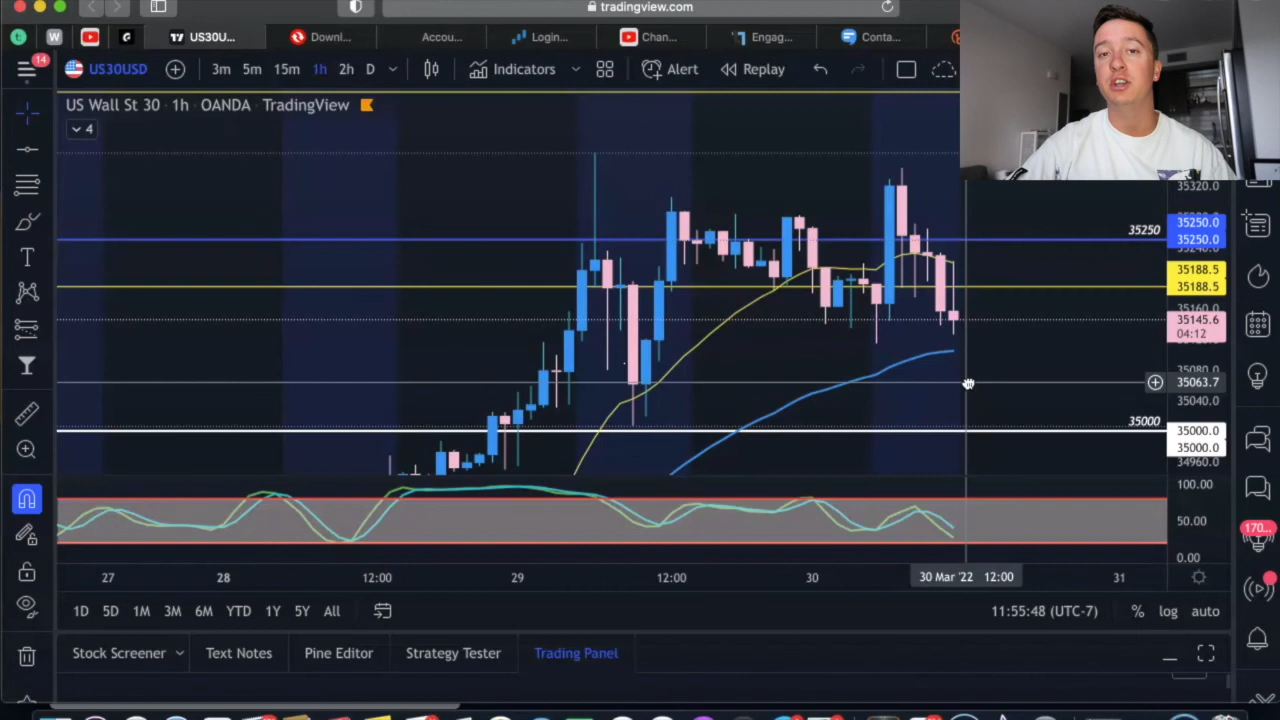 tradingview.com
t W G US30U... Downl... Accou... Login... Chan... Engag... Conta...
14 US30USD 3m 5m 15m 1h 2h D Indicators Alert Replay
US Wall St 30 · 1h · OANDA · TradingView
4
35320.0
35250 35250.0
35250.0
35188.5
35188.5
35160.0
35145.6
04:12
35080.0
35063.7
35040.0
35000 35000.0
35000.0
34960.0
100.00
50.00
0.00
170...
27 28 12:00 29 12:00 30 30 Mar '22 12:00 31
1D 5D 1M 3M 6M YTD 1Y 5Y All 11:55:48 (UTC-7) % log auto
Stock Screener Text Notes Pine Editor Strategy Tester Trading Panel